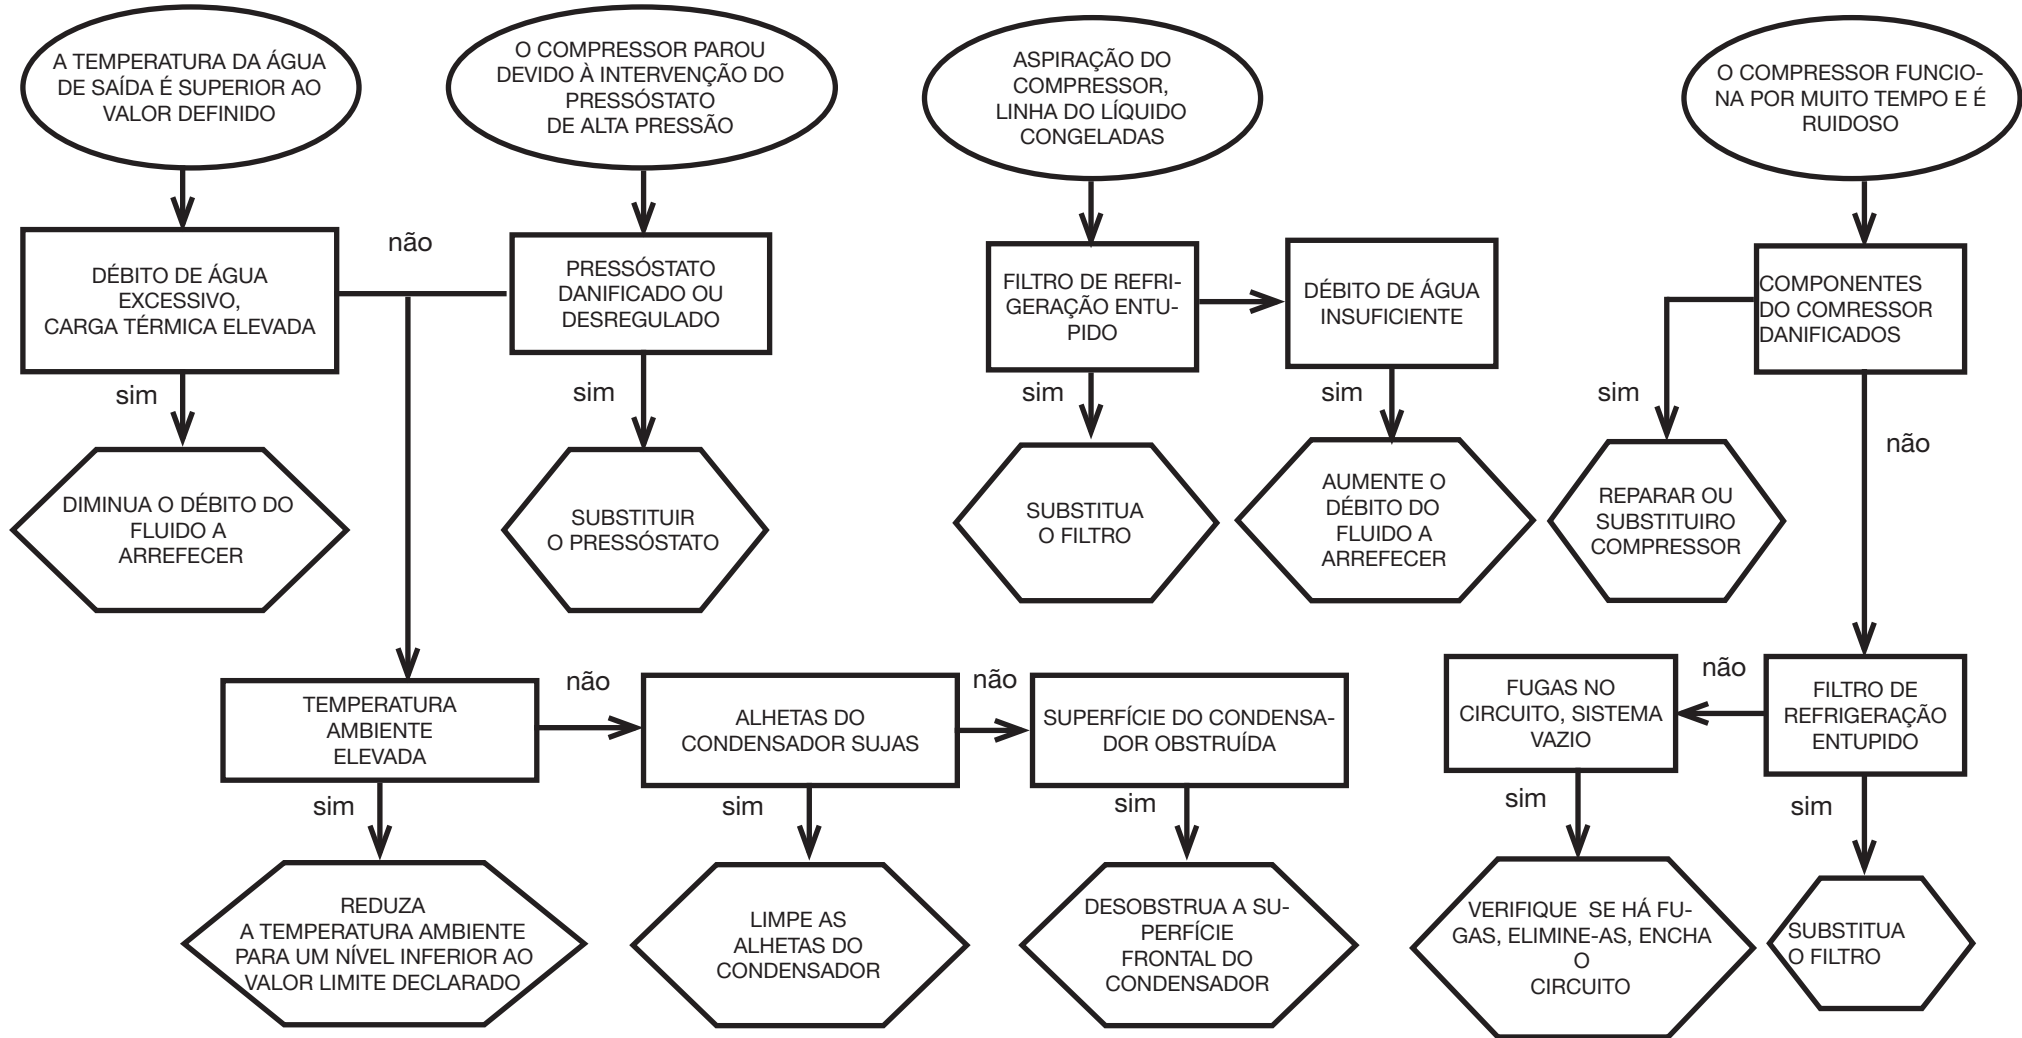 A TEMPERATURA DA ÁGUA
DE SAÍDA É SUPERIOR AO
VALOR DEFINIDO
O COMPRESSOR PAROU
DEVIDO À INTERVENÇÃO DO
PRESSÓSTATO
DE ALTA PRESSÃO
ASPIRAÇÃO DO
COMPRESSOR,
LINHA DO LÍQUIDO
CONGELADAS
O COMPRESSOR FUNCIO-
NA POR MUITO TEMPO E É
RUIDOSO
DÉBITO DE ÁGUA
EXCESSIVO,
CARGA TÉRMICA ELEVADA
não
PRESSÓSTATO
DANIFICADO OU
DESREGULADO
FILTRO DE REFRI-
GERAÇÃO ENTU-
PIDO
DÉBITO DE ÁGUA
INSUFICIENTE
COMPONENTES
DO COMRESSOR
DANIFICADOS
sim
sim
sim
sim
sim
não
DIMINUA O DÉBITO DO
FLUIDO A
ARREFECER
SUBSTITUIR
O PRESSÓSTATO
SUBSTITUA
O FILTRO
AUMENTE O
DÉBITO DO
FLUIDO A
ARREFECER
REPARAR OU
SUBSTITUIRO
COMPRESSOR
TEMPERATURA
AMBIENTE
ELEVADA
não
ALHETAS DO
CONDENSADOR SUJAS
não
SUPERFÍCIE DO CONDENSA-
DOR OBSTRUÍDA
FUGAS NO
CIRCUITO, SISTEMA
VAZIO
não
FILTRO DE
REFRIGERAÇÃO
ENTUPIDO
sim
sim
sim
sim
sim
REDUZA
A TEMPERATURA AMBIENTE
PARA UM NÍVEL INFERIOR AO
VALOR LIMITE DECLARADO
LIMPE AS
ALHETAS DO
CONDENSADOR
DESOBSTRUA A SU-
PERFÍCIE
FRONTAL DO
CONDENSADOR
VERIFIQUE SE HÁ FU-
GAS, ELIMINE-AS, ENCHA
O
CIRCUITO
SUBSTITUA
O FILTRO